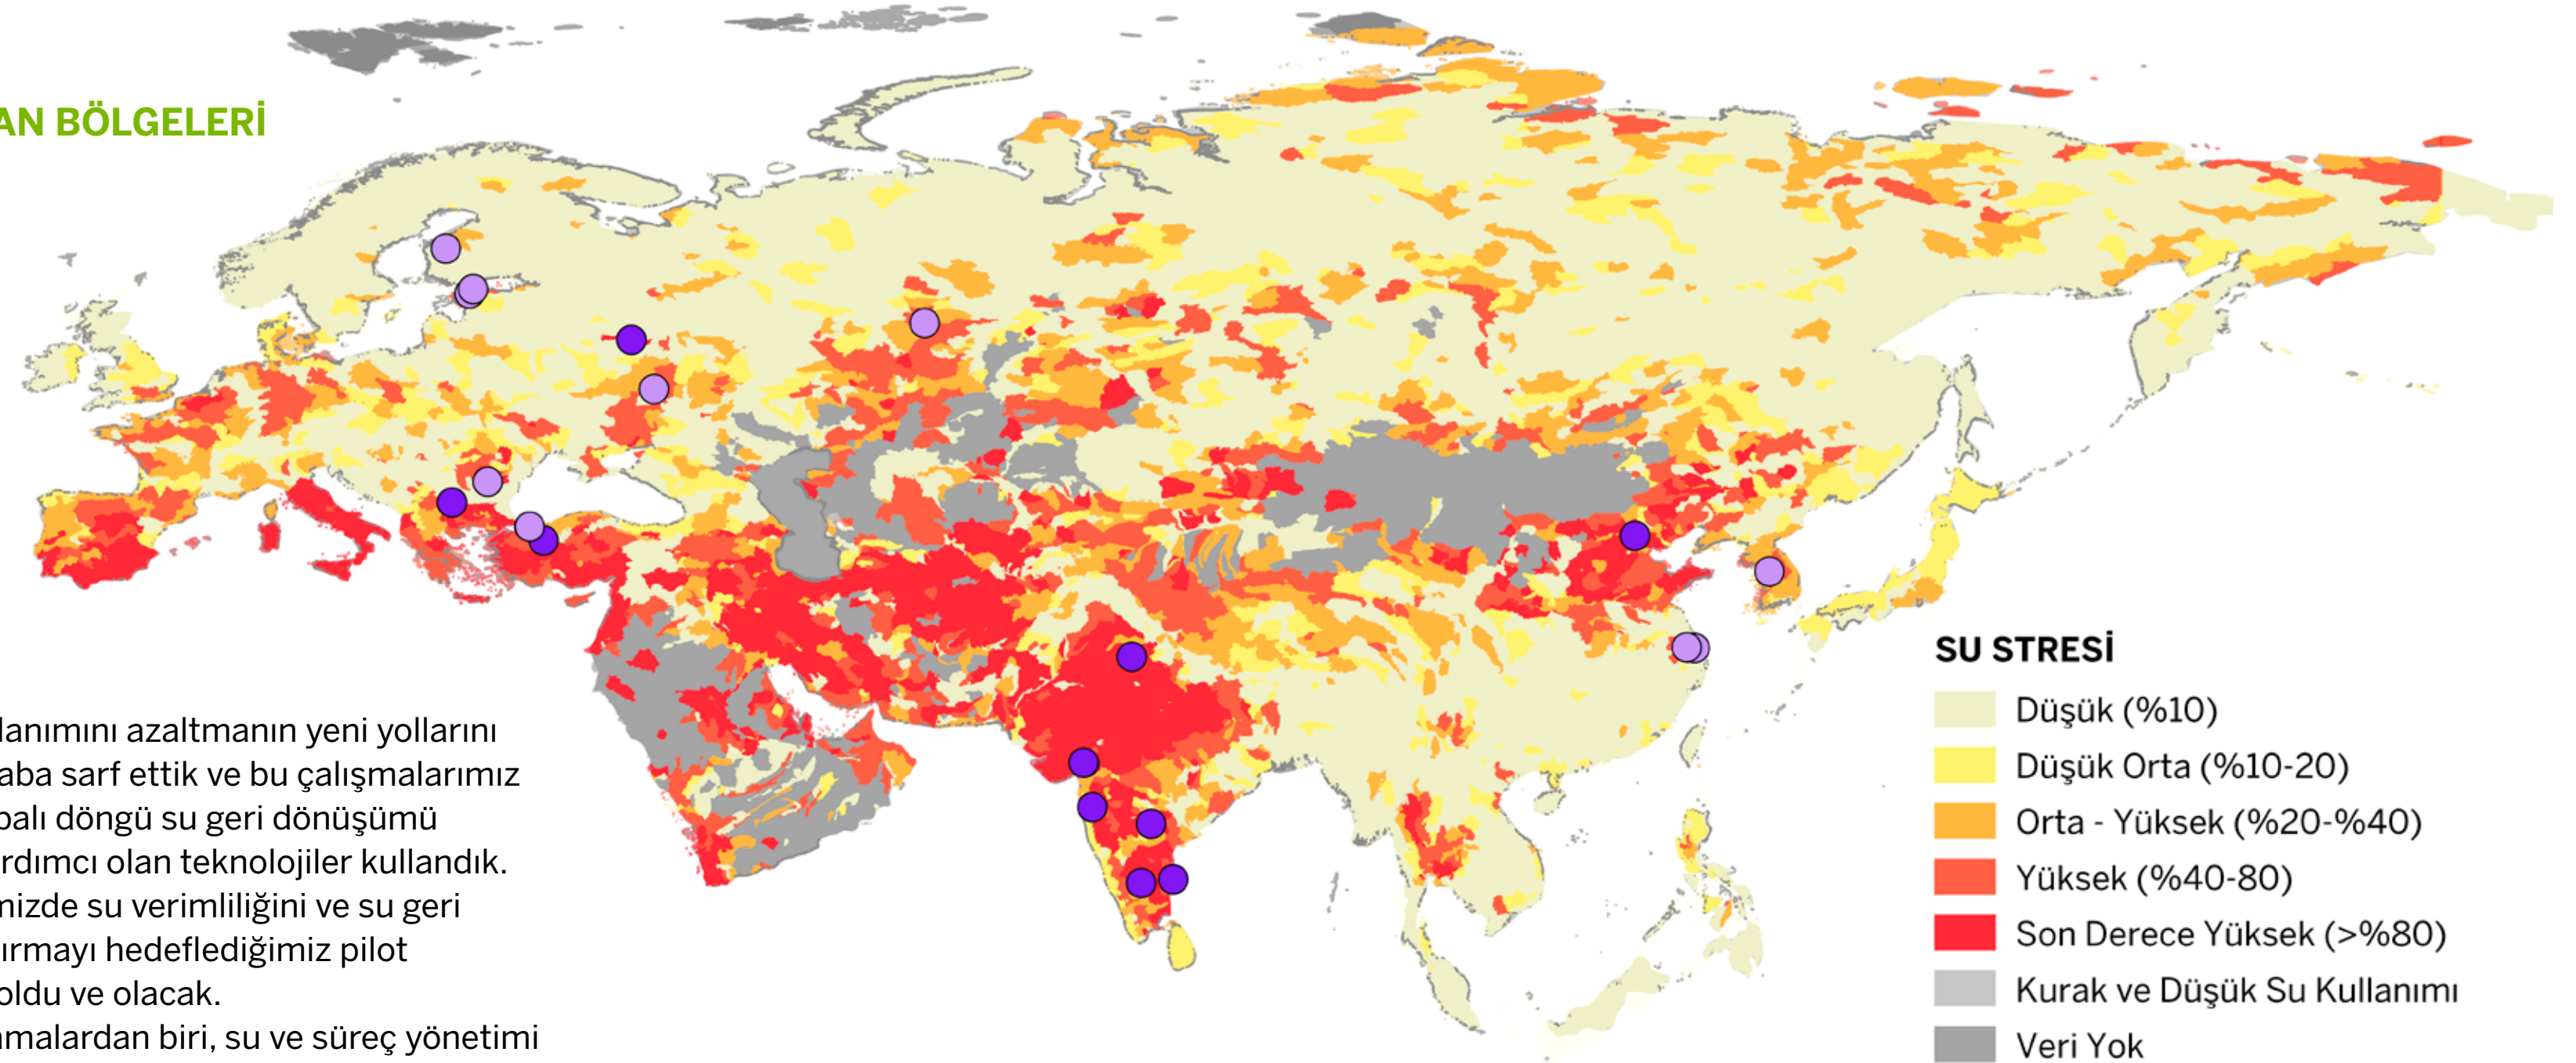 AN BÖLGELERİ
lanımını azaltmanın yeni yollarını
aba sarf ettik ve bu çalışmalarımız
palı döngü su geri dönüşümü
rdımcı olan teknolojiler kullandık.
mizde su verimliliğini ve su geri
ırmayı hedeflediğimiz pilot
oldu ve olacak.
amalardan biri, su ve süreç yönetimi
SU STRESİ
Düşük (%10)
Düşük Orta (%10-20)
Orta - Yüksek (%20-%40)
Yüksek (%40-80)
Son Derece Yüksek (>%80)
Kurak ve Düşük Su Kullanımı
Veri Yok